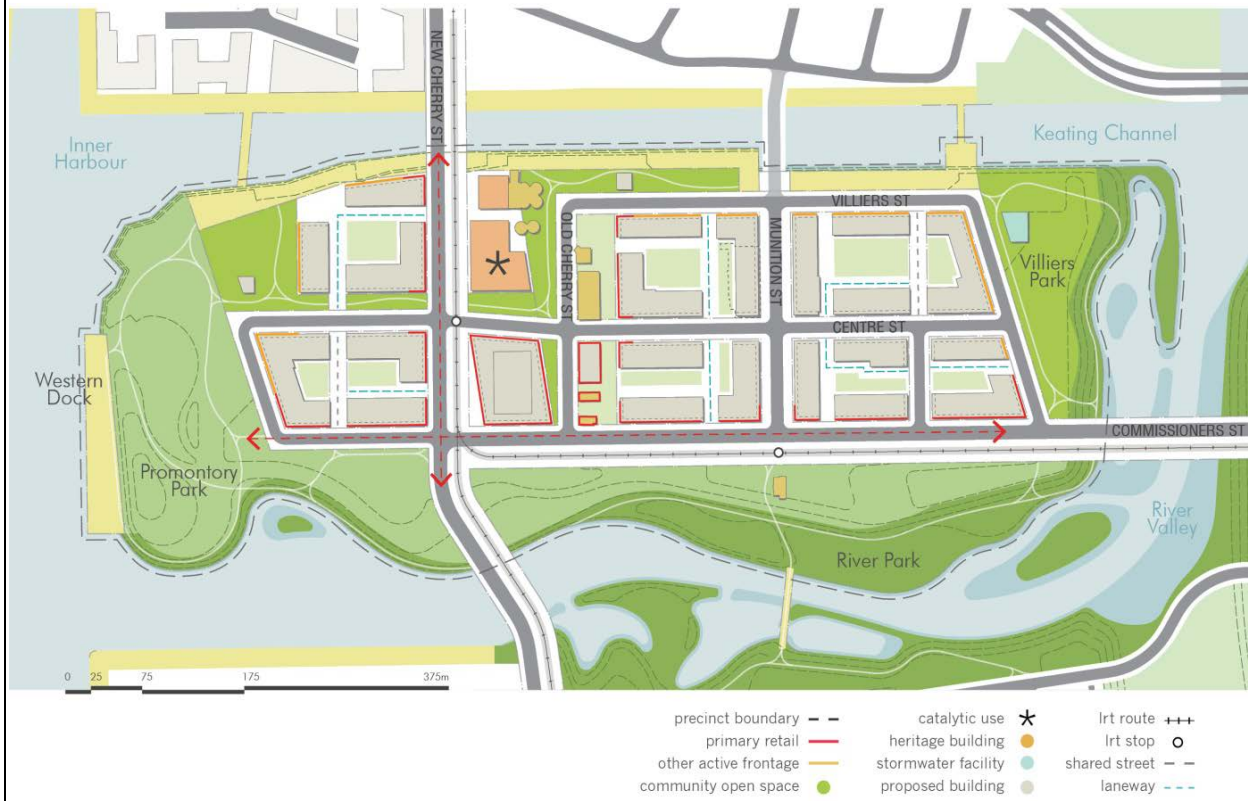 NEW CHERRY ST
Inner
Harbour
Keating Channel
VILLIERS ST
OLD CHERRY ST
MUNITION ST
Villiers
Park
CENTRE ST
Western
Dock
COMMISSIONERS ST
Promontory
Park
River
Valley
River Park
0 25 75 175 375m
precinct boundary
primary retail
other active frontage
community open space
catalytic use
heritage building
stormwater facility
proposed building
lrt route
lrt stop
shared street
laneway